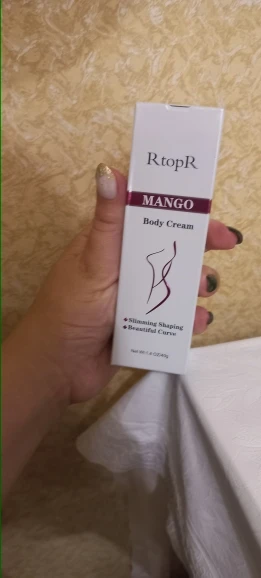 RtopR
MANGO
Body Cream
Slimming Shaping
Beautiful Curve